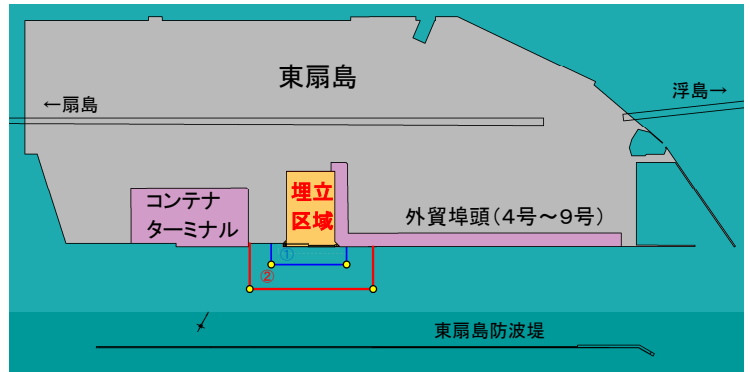 東扇島
←扇島
浮島→
コンテナ
ターミナル
埋立
区域
外貿埠頭(4号～9号)
①
②
東扇島防波堤